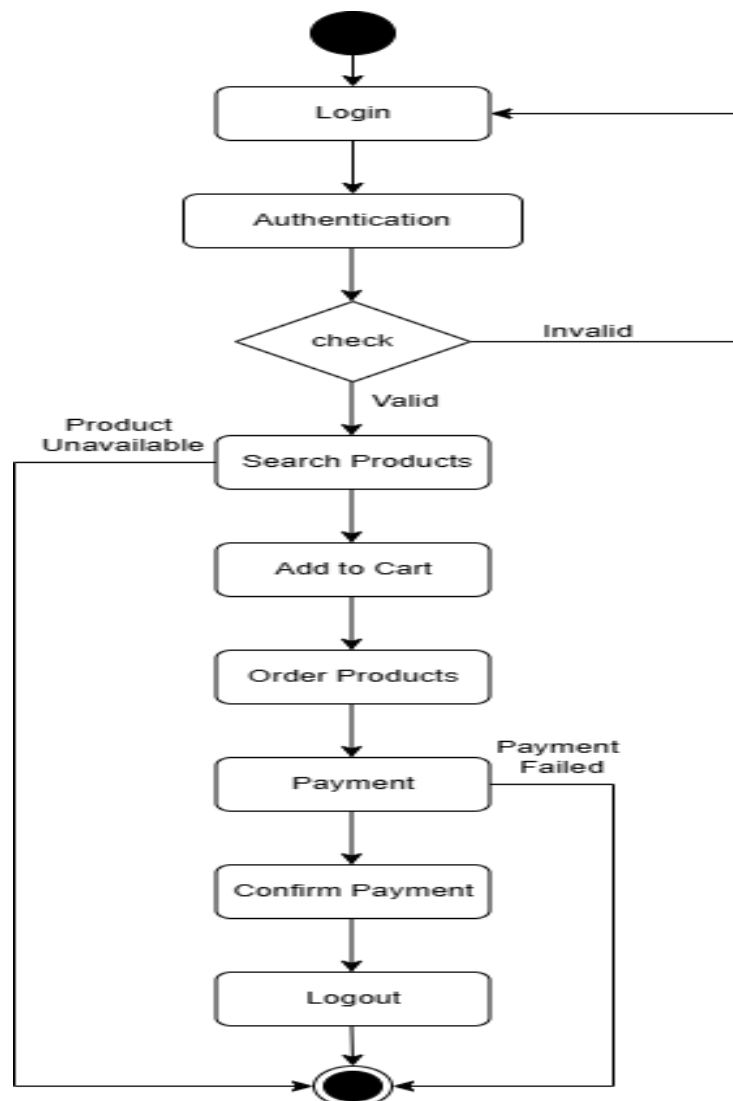 Login
Authentication
check
Invalid
Valid
Product
Unavailable
Search Products
Add to Cart
Order Products
Payment
Failed
Payment
Confirm Payment
Logout